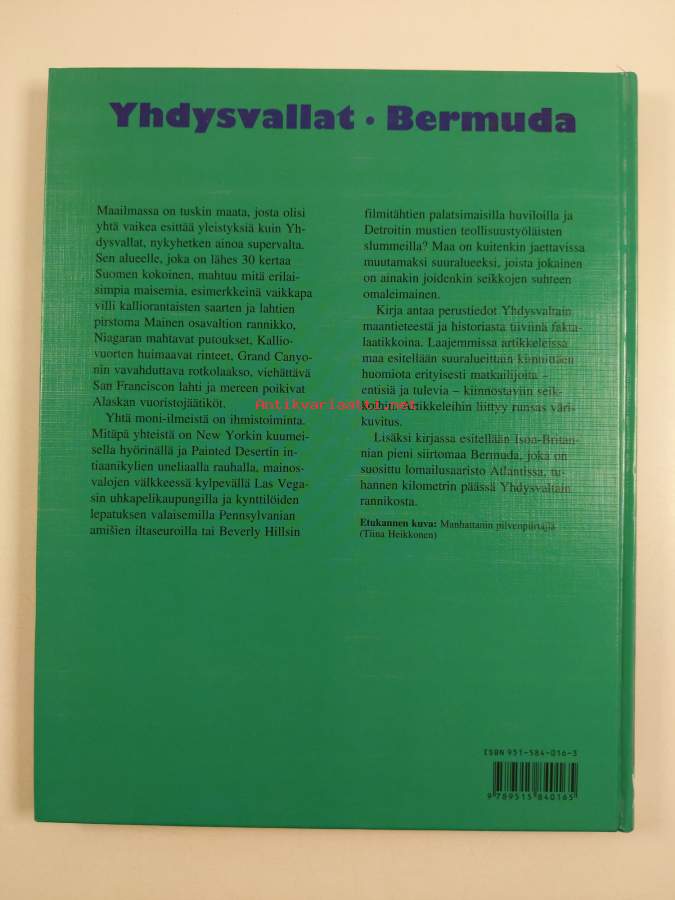 Yhdysvallat • Bermuda
Maailmassa on tuskin maata, josta olisi
yhtä vaikea esittää yleistyksiä kuin Yh-
dysvallat, nykyhetken ainoa supervalta.
Sen alueelle, joka on lähes 30 kertaa
Suomen kokoinen, mahtuu mitä erilai-
simpia maisemia, esimerkkeinä vaikkapa
villi kalliorantaisten saarten ja lahtien
pirstoma Mainen osavaltion rannikko,
Niagaran mahtavat putoukset, Kallio-
vuorten huimaavat rinteet, Grand Canyo-
nin vavahduttava rotkolaakso, viehättävä
San Franciscon lahti ja mereen poikivat
Alaskan vuoristojäätiköt.
Yhtä moni-ilmeistä on ihmistoiminta.
Mitäpä yhteistä on New Yorkin kuumei-
sella hyörinällä ja Painted Desertin in-
tiaanikylien uneliaalla rauhalla, mainos-
valojen välkkeessä kylpevällä Las Vega-
sin uhkapelikaupungilla ja kynttilöiden
lepatuksen valaisemilla Pennsylvanian
amišien iltaseuroilla tai Beverly Hillsin
filmitähtien palatsimaisilla huviloilla ja
Detroitin mustien teollisuustyöläisten
slummeilla? Maa on kuitenkin jaettavissa
muutamaksi suuralueeksi, joista jokainen
on ainakin joidenkin seikkojen suhteen
omaleimainen.
Kirja antaa perustiedot Yhdysvaltain
maantieteestä ja historiasta tiiviinä fakta-
laatikkoina. Laajemmissa artikkeleissa
maa esitellään suuralueittain kiinnittäen
huomiota erityisesti matkailijoita –
entisiä ja tulevia – kiinnostaviin seik-
koihin. Artikkeleihin liittyy runsas väri-
kuvitus.
Lisäksi kirjassa esitellään Ison-Britan-
nian pieni siirtomaa Bermuda, joka on
suosittu lomailusaaristo Atlantissa, tu-
hannen kilometrin päässä Yhdysvaltain
rannikosta.
Etukannen kuva: Manhattanin pilvenpiirtäjiä
(Tiina Heikkonen)
Antikvariaatti.net
ISBN 951-584-016-3
9 789515 840165